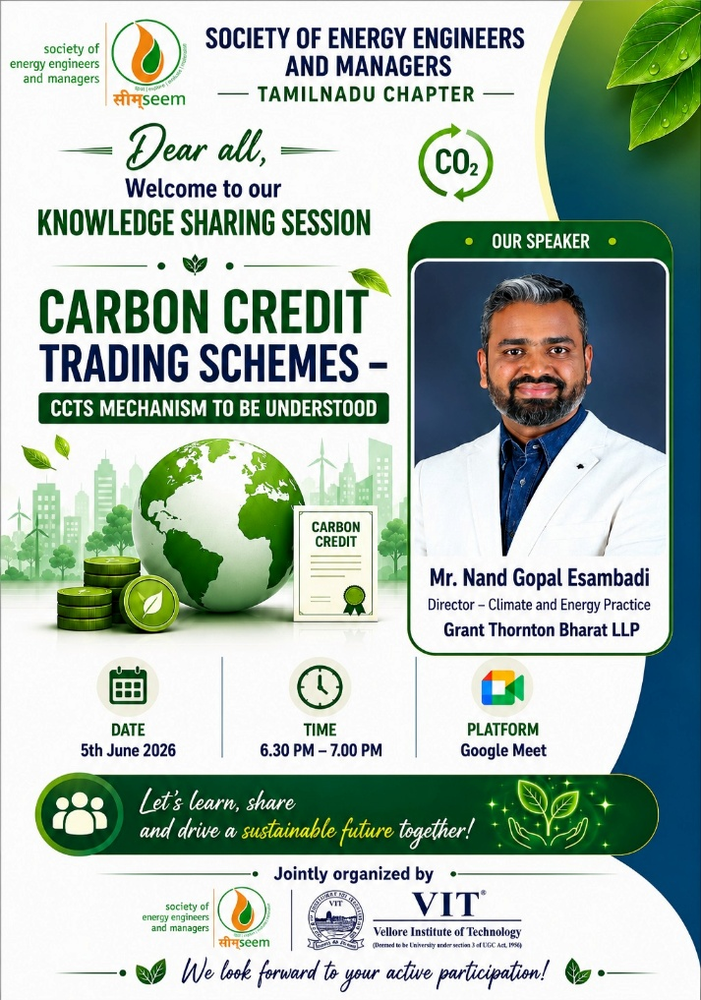 society of
energy engineers
and managers
सीम्seem
SOCIETY OF ENERGY ENGINEERS
AND MANAGERS
TAMILNADU CHAPTER
Dear all,
Welcome to our
KNOWLEDGE SHARING SESSION
CO₂
CARBON CREDIT
TRADING SCHEMES –
CCTS MECHANISM TO BE UNDERSTOOD
CARBON
CREDIT
OUR SPEAKER
Mr. Nand Gopal Esambadi
Director – Climate and Energy Practice
Grant Thornton Bharat LLP
DATE
5th June 2026
TIME
6.30 PM – 7.00 PM
PLATFORM
Google Meet
Let's learn, share
and drive a sustainable future together!
Jointly organized by
society of
energy engineers
and managers
सीम्seem
VIT
VIT®
Vellore Institute of Technology
(Deemed to be University under section 3 of UGC Act, 1956)
We look forward to your active participation!